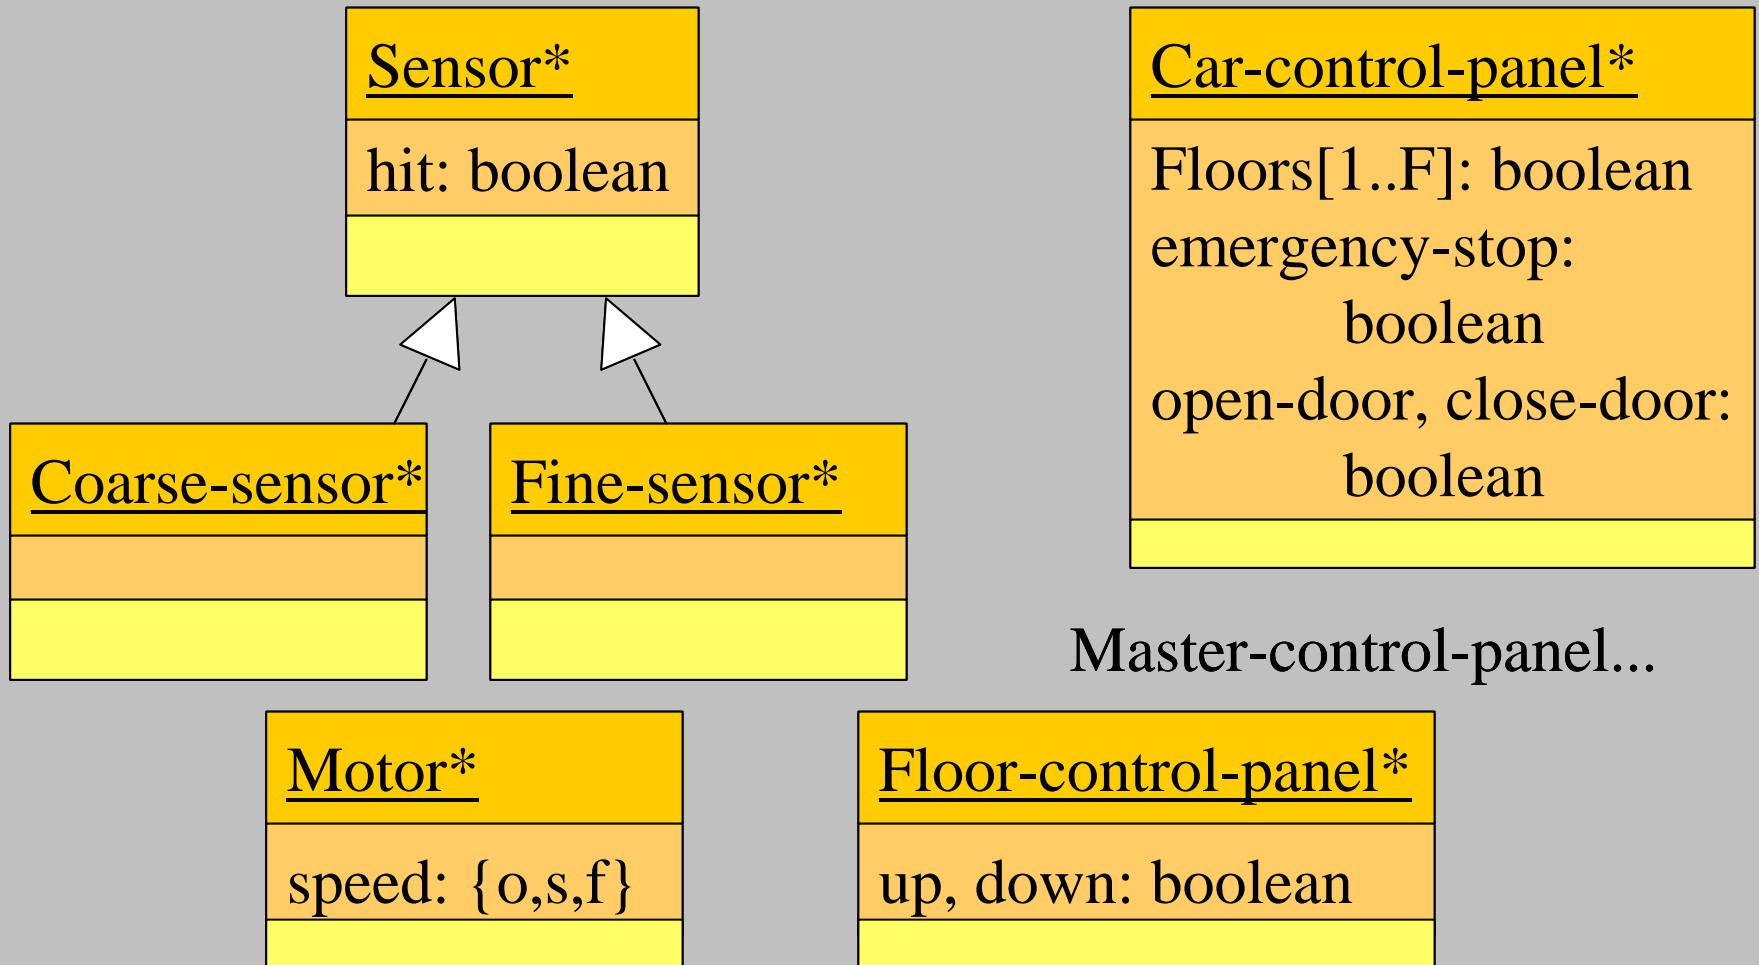 Sensor*
hit: boolean
Car-control-panel*
Floors[1..F]: boolean
emergency-stop:
boolean
open-door, close-door:
boolean
Coarse-sensor*
Fine-sensor*
Master-control-panel...
Motor*
speed: {o,s,f}
Floor-control-panel*
up, down: boolean